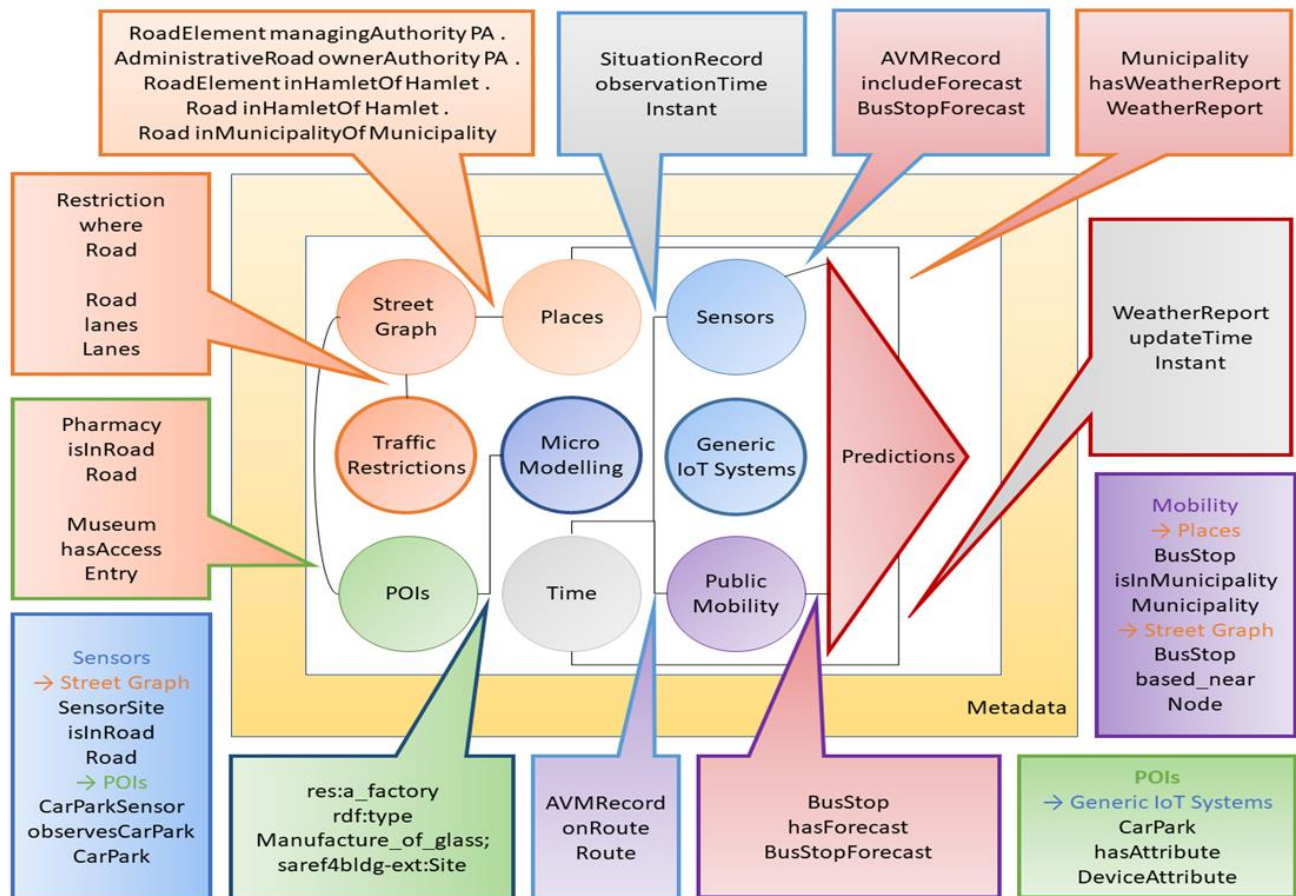 RoadElement managingAuthority PA .
AdministrativeRoad ownerAuthority PA .
RoadElement inHamletOf Hamlet .
Road inHamletOf Hamlet .
Road inMunicipalityOf Municipality
SituationRecord
observationTime
Instant
AVMRecord
includeForecast
BusStopForecast
Municipality
hasWeatherReport
WeatherReport
Restriction
where
Road
Road
lanes
Lanes
Street
Graph
Places
Sensors
WeatherReport
updateTime
Instant
Pharmacy
isInRoad
Road
Museum
hasAccess
Entry
Traffic
Restrictions
Micro
Modelling
Generic
IoT Systems
Predictions
POIs
Time
Public
Mobility
Mobility
→ Places
BusStop
isInMunicipality
Municipality
→ Street Graph
BusStop
based_near
Node
Metadata
Sensors
→ Street Graph
SensorSite
isInRoad
Road
→ POIs
CarParkSensor
observesCarPark
CarPark
res:a_factory
rdf:type
Manufacture_of_glass;
saref4bldg-ext:Site
AVMRecord
onRoute
Route
BusStop
hasForecast
BusStopForecast
POIs
→ Generic IoT Systems
CarPark
hasAttribute
DeviceAttribute